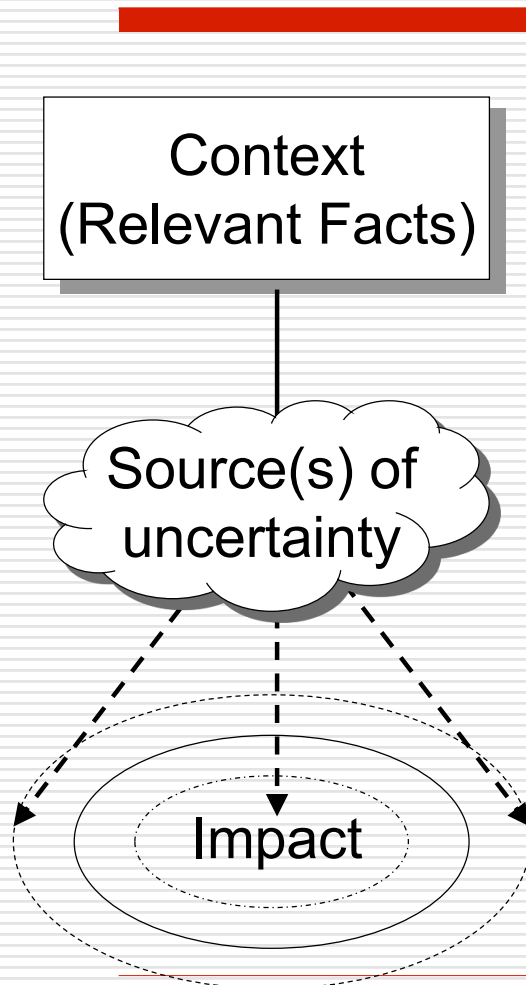 Context
(Relevant Facts)
Source(s) of
uncertainty
Impact